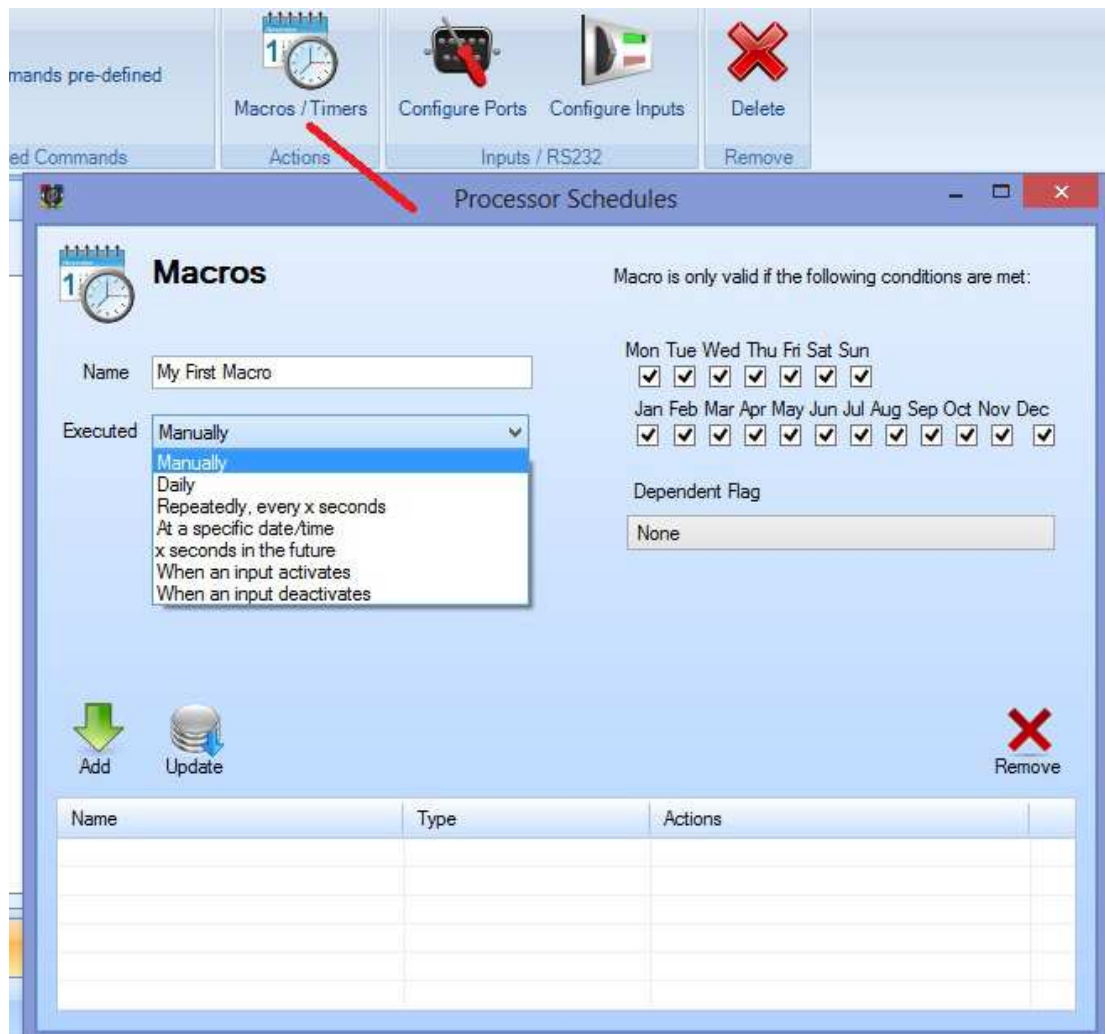 mands pre-defined
Macros / Timers
Configure Ports
Configure Inputs
Delete
ed Commands
Actions
Inputs / RS232
Remove
Processor Schedules
1
Macros
Macro is only valid if the following conditions are met:
Name
My First Macro
Mon Tue Wed Thu Fri Sat Sun
Executed
Manually
Jan Feb Mar Apr May Jun Jul Aug Sep Oct Nov Dec
Manually
Daily
Repeatedly, every x seconds
At a specific date/time
x seconds in the future
When an input activates
When an input deactivates
Dependent Flag
None
Add
Update
Remove
Name
Type
Actions